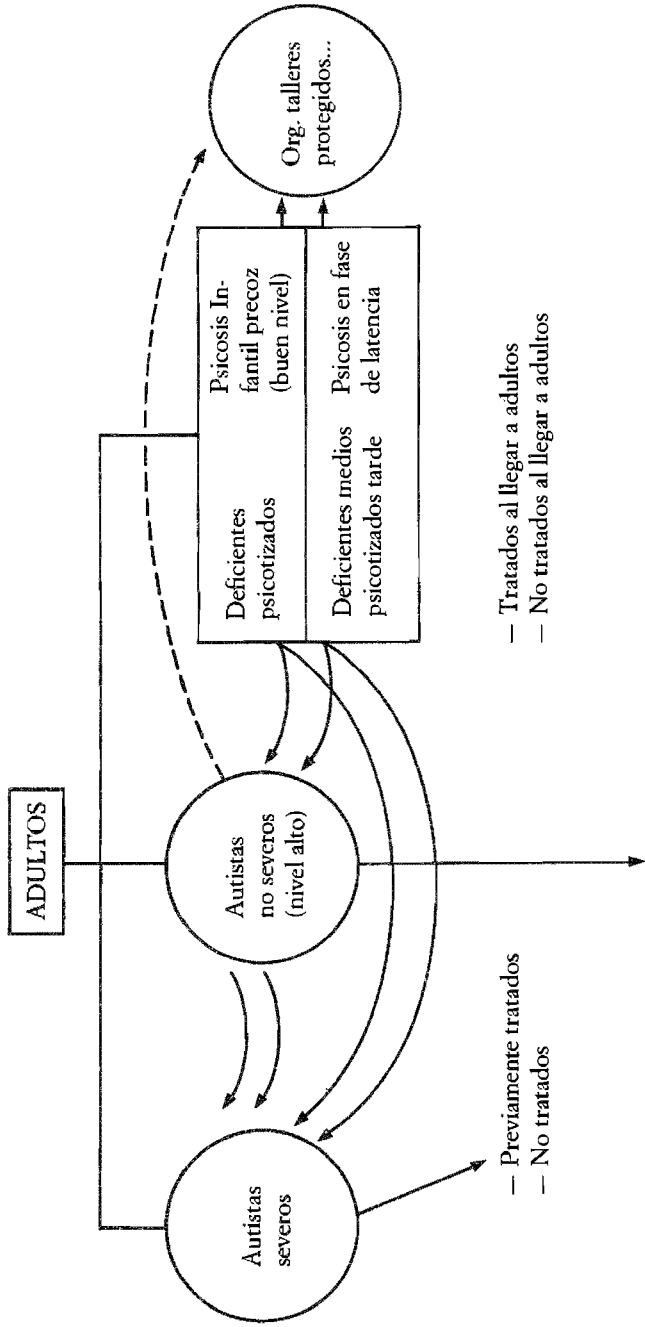 ADULTOS
Autistas
severos
Autistas
no severos
(nivel alto)
Deficientes
psicotizados
Psicosis In-
fantil precoz
(buen nivel)
Deficientes medios
psicotizados tarde
Psicosis en fase
de latencia
Org. talleres
protegidos...
— Previamente tratados
— No tratados
— Tratados al llegar a adultos
— No tratados al llegar a adultos